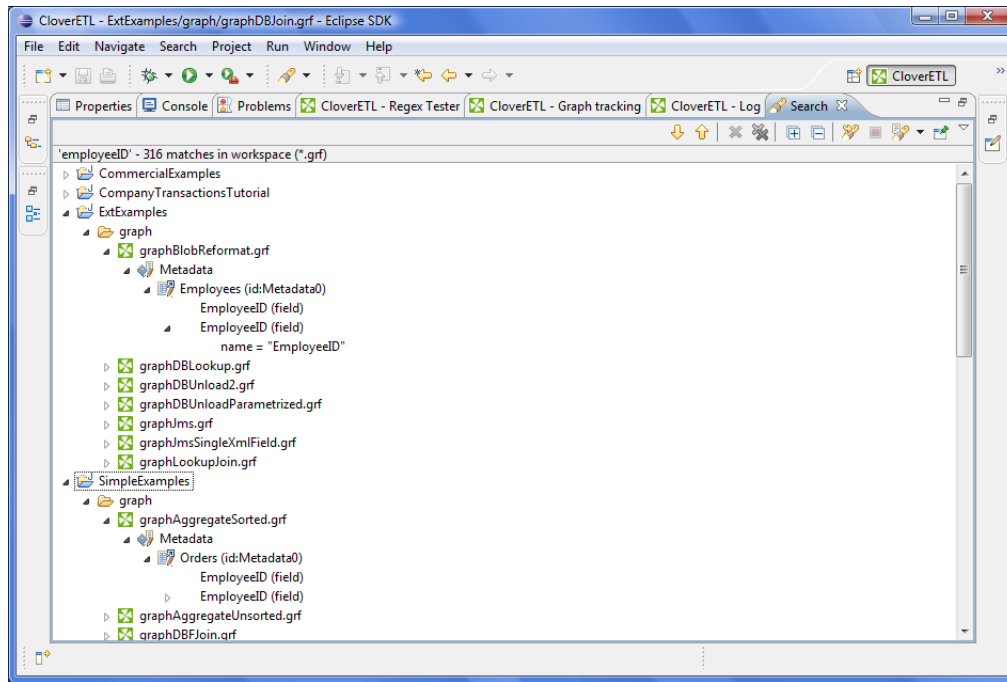 CloverETL - ExtExamples/graph/graphDBJoin.grf - Eclipse SDK
File Edit Navigate Search Project Run Window Help
CloverETL
Properties Console Problems CloverETL - Regex Tester CloverETL - Graph tracking CloverETL - Log Search
'employeeID' - 316 matches in workspace (*.grf)
CommercialExamples
CompanyTransactionsTutorial
ExtExamples
graph
graphBlobReformat.grf
Metadata
Employees (id:Metadata0)
EmployeeID (field)
EmployeeID (field)
name = "EmployeeID"
graphDBLookup.grf
graphDBUnload2.grf
graphDBUnloadParametrized.grf
graphJms.grf
graphJmsSingleXmlField.grf
graphLookupJoin.grf
SimpleExamples
graph
graphAggregateSorted.grf
Metadata
Orders (id:Metadata0)
EmployeeID (field)
EmployeeID (field)
graphAggregateUnsorted.grf
graphDBFJoin.grf